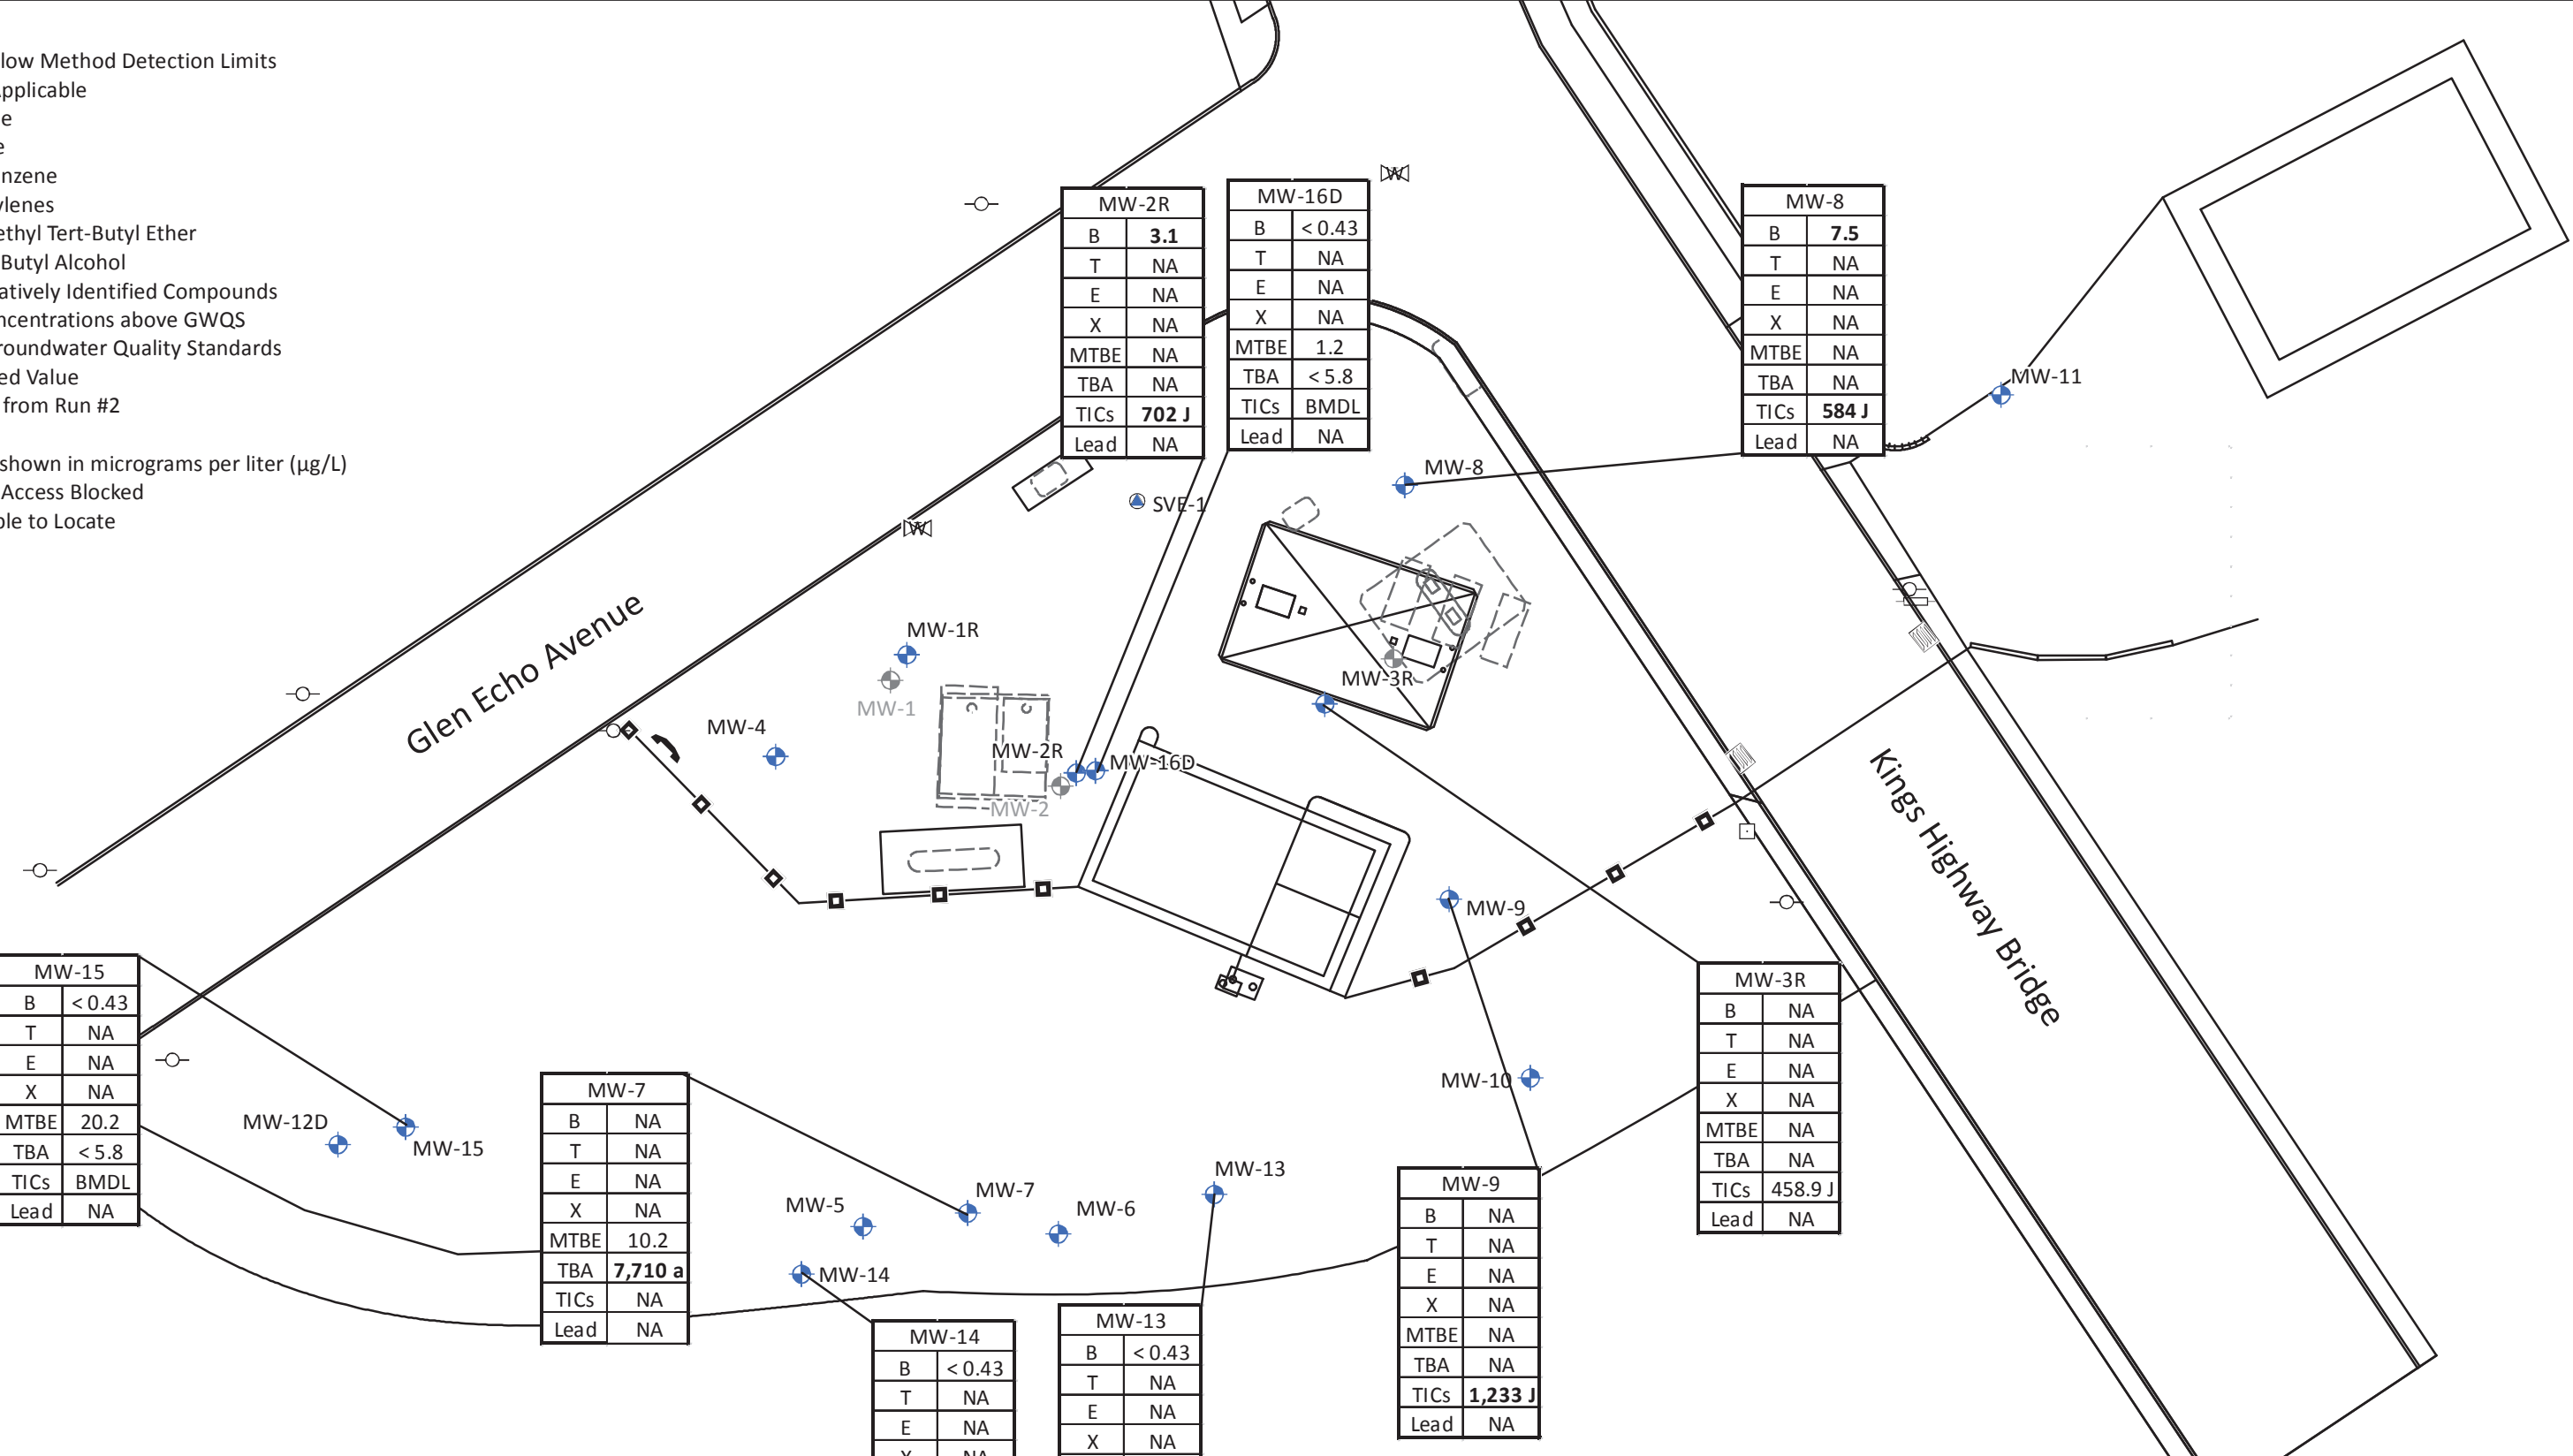 low Method Detection Limits
Applicable
e
e
nzene
ylenes
ethyl Tert-Butyl Ether
Butyl Alcohol
atively Identified Compounds
ncentrations above GWQS
roundwater Quality Standards
ed Value
from Run #2
shown in micrograms per liter (µg/L)
Access Blocked
ble to Locate
MW-2R
B 3.1
T NA
E NA
X NA
MTBE NA
TBA NA
TICs 702 J
Lead NA
MW-16D
B < 0.43
T NA
E NA
X NA
MTBE 1.2
TBA < 5.8
TICs BMDL
Lead NA
W
MW-8
B 7.5
T NA
E NA
X NA
MTBE NA
TBA NA
TICs 584 J
Lead NA
MW-11
MW-8
SVE-1
W
Glen Echo Avenue
MW-1R
MW-1
MW-4
MW-2R
MW-16D
MW-2
MW-3R
Kings Highway Bridge
MW-9
MW-10
MW-15
B < 0.43
T NA
E NA
X NA
MTBE 20.2
TBA < 5.8
TICs BMDL
Lead NA
MW-12D
MW-15
MW-7
B NA
T NA
E NA
X NA
MTBE 10.2
TBA 7,710 a
TICs NA
Lead NA
MW-5
MW-7
MW-6
MW-13
MW-14
MW-14
B < 0.43
T NA
E NA
X NA
MW-13
B < 0.43
T NA
E NA
X NA
MW-9
B NA
T NA
E NA
X NA
MTBE NA
TBA NA
TICs 1,233 J
Lead NA
MW-3R
B NA
T NA
E NA
X NA
MTBE NA
TBA NA
TICs 458.9 J
Lead NA